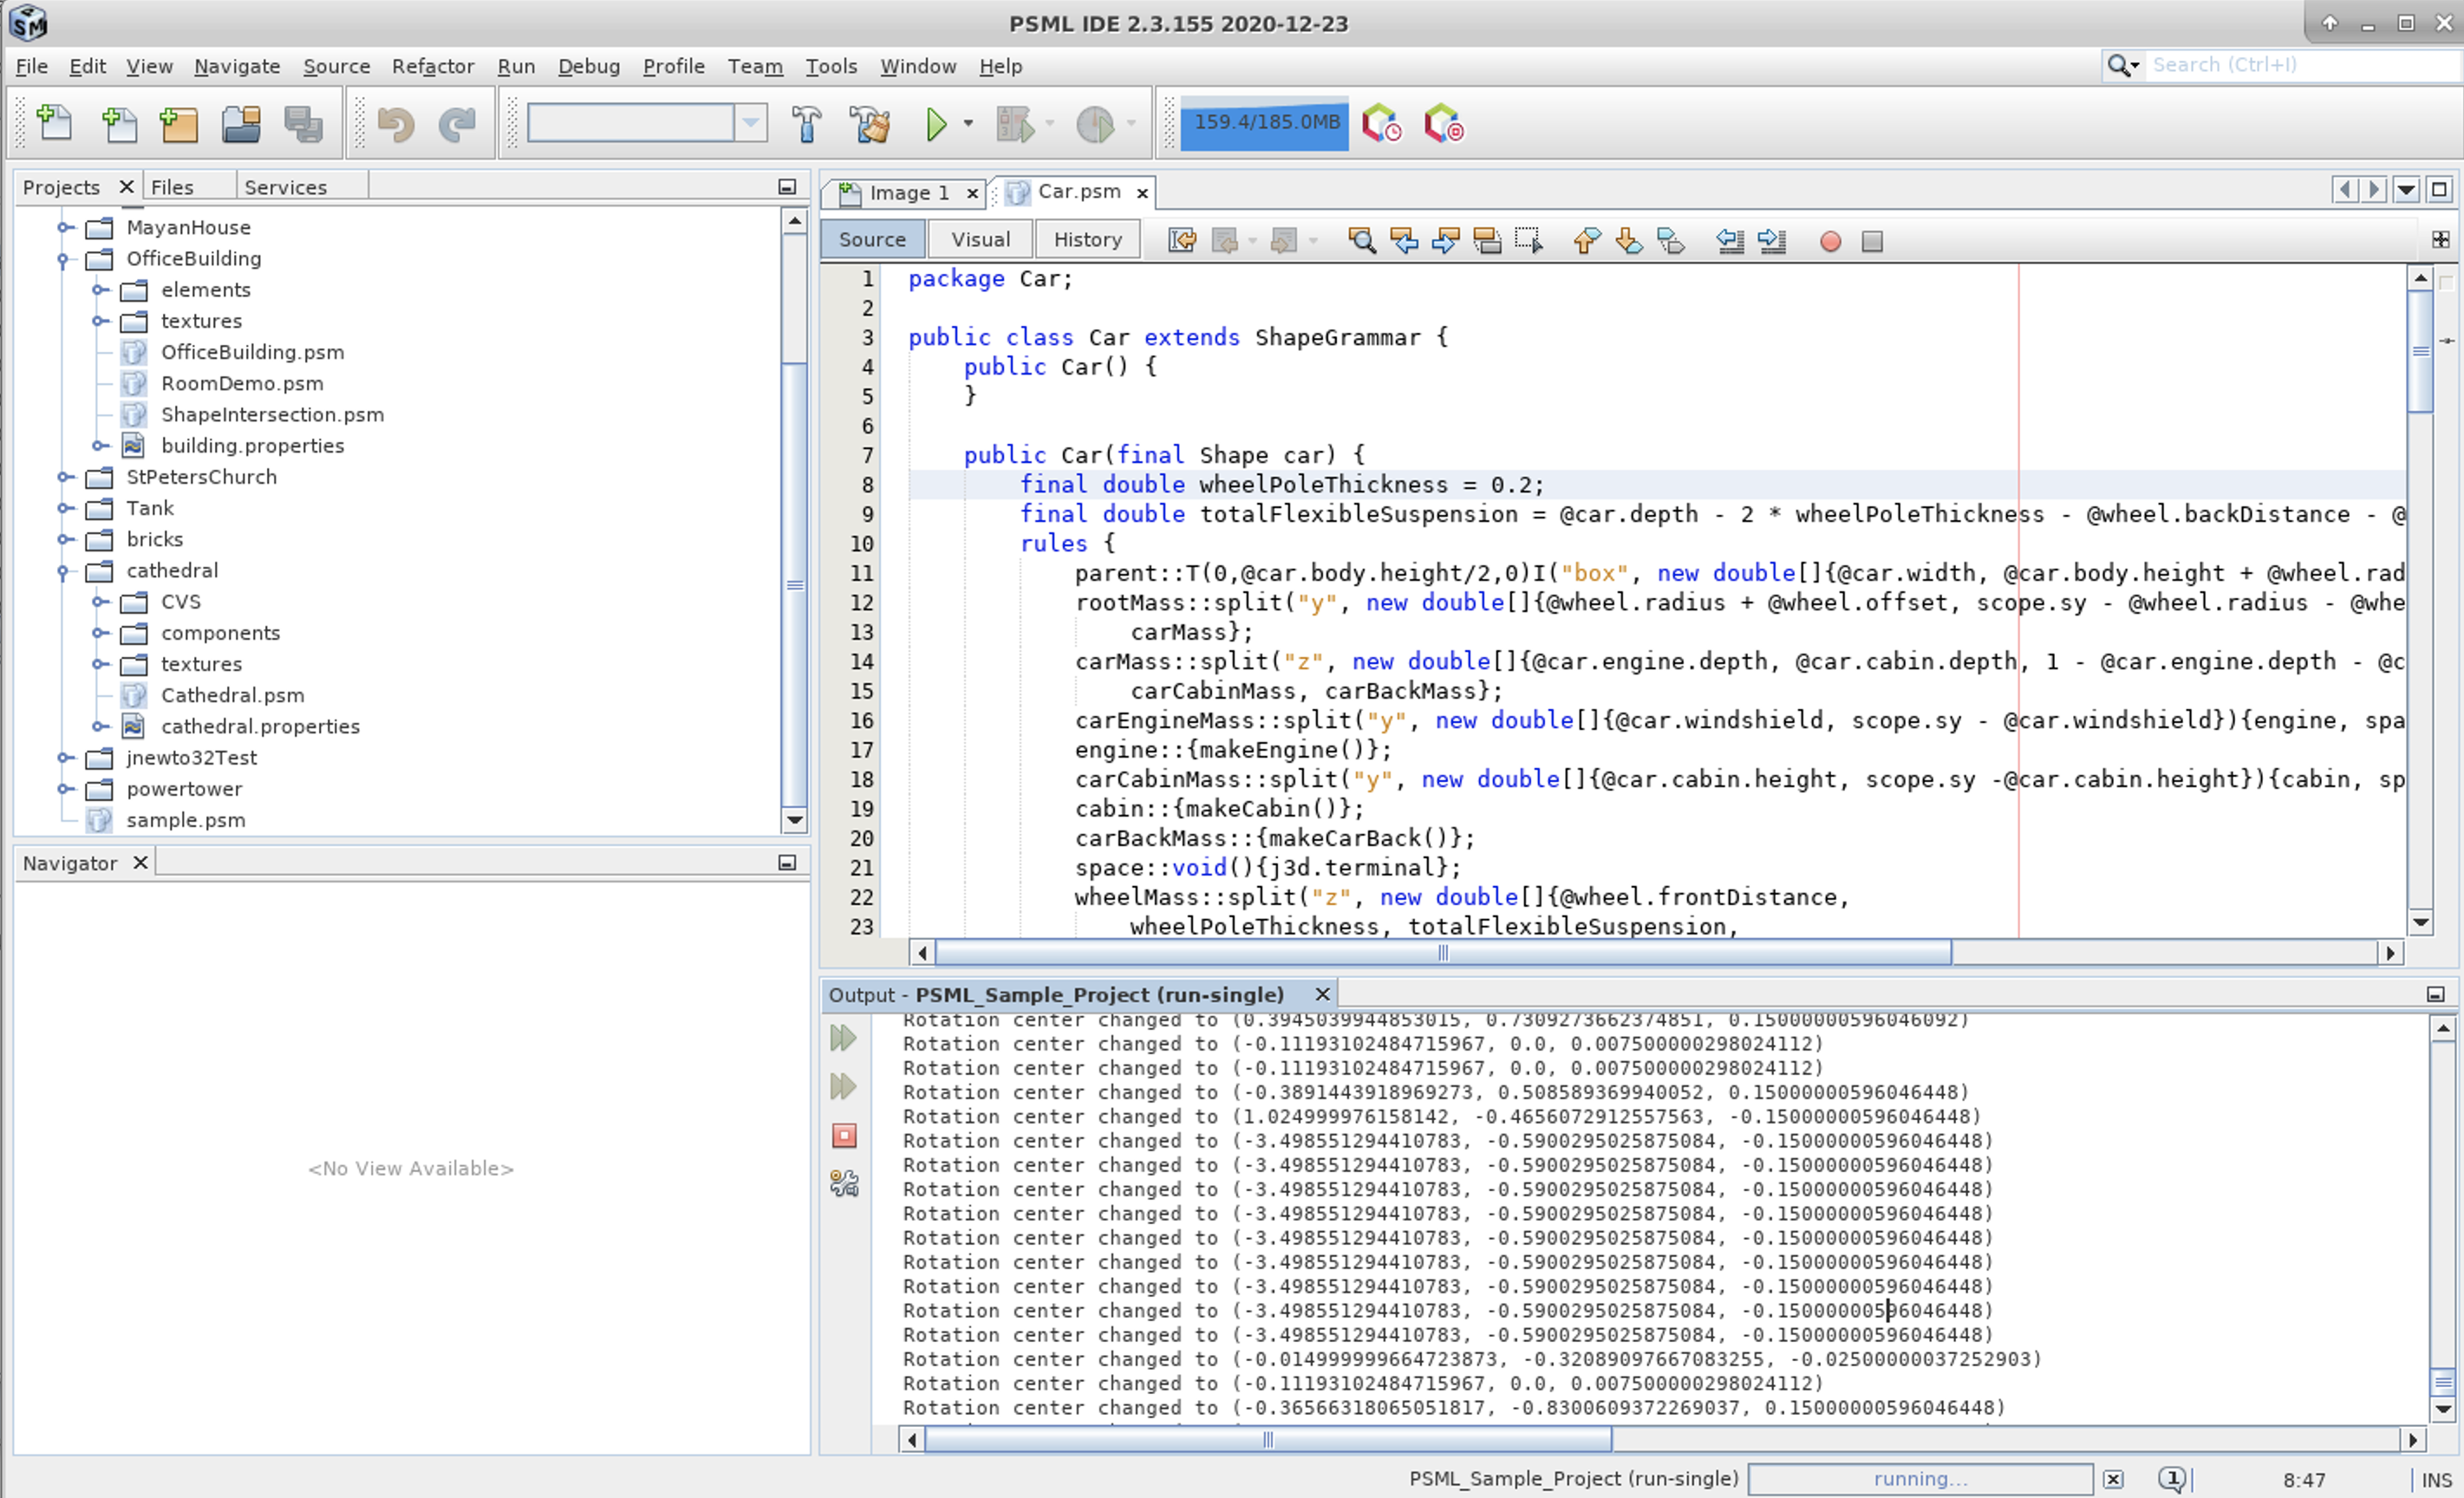 SM
PSML IDE 2.3.155 2020-12-23
File Edit View Navigate Source Refactor Run Debug Profile Team Tools Window Help
Search (Ctrl+I)
159.4/185.0MB
Projects Files Services
MayanHouse
OfficeBuilding
elements
textures
OfficeBuilding.psm
RoomDemo.psm
ShapeIntersection.psm
building.properties
StPetersChurch
Tank
bricks
cathedral
CVS
components
textures
Cathedral.psm
cathedral.properties
jnewto32Test
powertower
sample.psm
Navigator
<No View Available>
Image 1 Car.psm
Source Visual History
1 package Car;
2
3 public class Car extends ShapeGrammar {
4 public Car() {
5 }
6
7 public Car(final Shape car) {
8 final double wheelPoleThickness = 0.2;
9 final double totalFlexibleSuspension = @car.depth - 2 * wheelPoleThickness - @wheel.backDistance - @
10 rules {
11 parent::T(0,@car.body.height/2,0)I("box", new double[]{@car.width, @car.body.height + @wheel.rad
12 rootMass::split("y", new double[]{@wheel.radius + @wheel.offset, scope.sy - @wheel.radius - @whe
13 carMass};
14 carMass::split("z", new double[]{@car.engine.depth, @car.cabin.depth, 1 - @car.engine.depth - @c
15 carCabinMass, carBackMass};
16 carEngineMass::split("y", new double[]{@car.windshield, scope.sy - @car.windshield}){engine, spa
17 engine::{makeEngine()};
18 carCabinMass::split("y", new double[]{@car.cabin.height, scope.sy -@car.cabin.height}){cabin, sp
19 cabin::{makeCabin()};
20 carBackMass::{makeCarBack()};
21 space::void(){j3d.terminal};
22 wheelMass::split("z", new double[]{@wheel.frontDistance,
23 wheelPoleThickness, totalFlexibleSuspension,
Output - PSML_Sample_Project (run-single)
Rotation center changed to (0.3945039944853015, 0.7309273662374851, 0.15000000596046092)
Rotation center changed to (-0.11193102484715967, 0.0, 0.007500000298024112)
Rotation center changed to (-0.11193102484715967, 0.0, 0.007500000298024112)
Rotation center changed to (-0.3891443918969273, 0.508589369940052, 0.15000000596046448)
Rotation center changed to (1.024999976158142, -0.4656072912557563, -0.15000000596046448)
Rotation center changed to (-3.498551294410783, -0.5900295025875084, -0.15000000596046448)
Rotation center changed to (-3.498551294410783, -0.5900295025875084, -0.15000000596046448)
Rotation center changed to (-3.498551294410783, -0.5900295025875084, -0.15000000596046448)
Rotation center changed to (-3.498551294410783, -0.5900295025875084, -0.15000000596046448)
Rotation center changed to (-3.498551294410783, -0.5900295025875084, -0.15000000596046448)
Rotation center changed to (-3.498551294410783, -0.5900295025875084, -0.15000000596046448)
Rotation center changed to (-3.498551294410783, -0.5900295025875084, -0.15000000596046448)
Rotation center changed to (-3.498551294410783, -0.5900295025875084, -0.15000000596046448)
Rotation center changed to (-3.498551294410783, -0.5900295025875084, -0.15000000596046448)
Rotation center changed to (-0.014999999664723873, -0.32089097667083255, -0.02500000037252903)
Rotation center changed to (-0.11193102484715967, 0.0, 0.007500000298024112)
Rotation center changed to (-0.36566318065051817, -0.8300609372269037, 0.15000000596046448)
PSML_Sample_Project (run-single) running... 1 8:47 INS